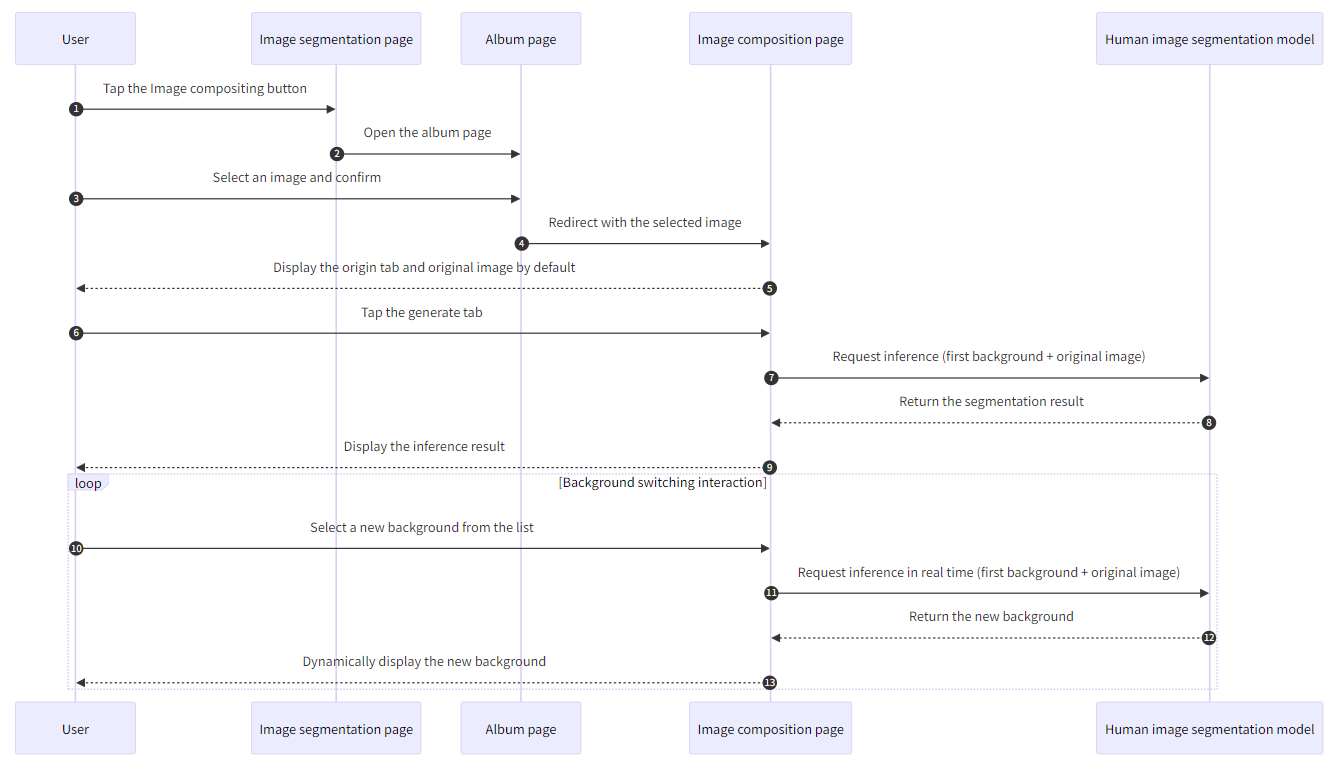 User
Image segmentation page
Album page
Image composition page
Human image segmentation model
Tap the Image compositing button
1
Open the album page
2
Select an image and confirm
3
Redirect with the selected image
4
Display the origin tab and original image by default
5
Tap the generate tab
6
Request inference (first background + original image)
7
Return the segmentation result
8
Display the inference result
9
loop
[Background switching interaction]
Select a new background from the list
10
Request inference in real time (first background + original image)
11
Return the new background
12
Dynamically display the new background
13
User
Image segmentation page
Album page
Image composition page
Human image segmentation model